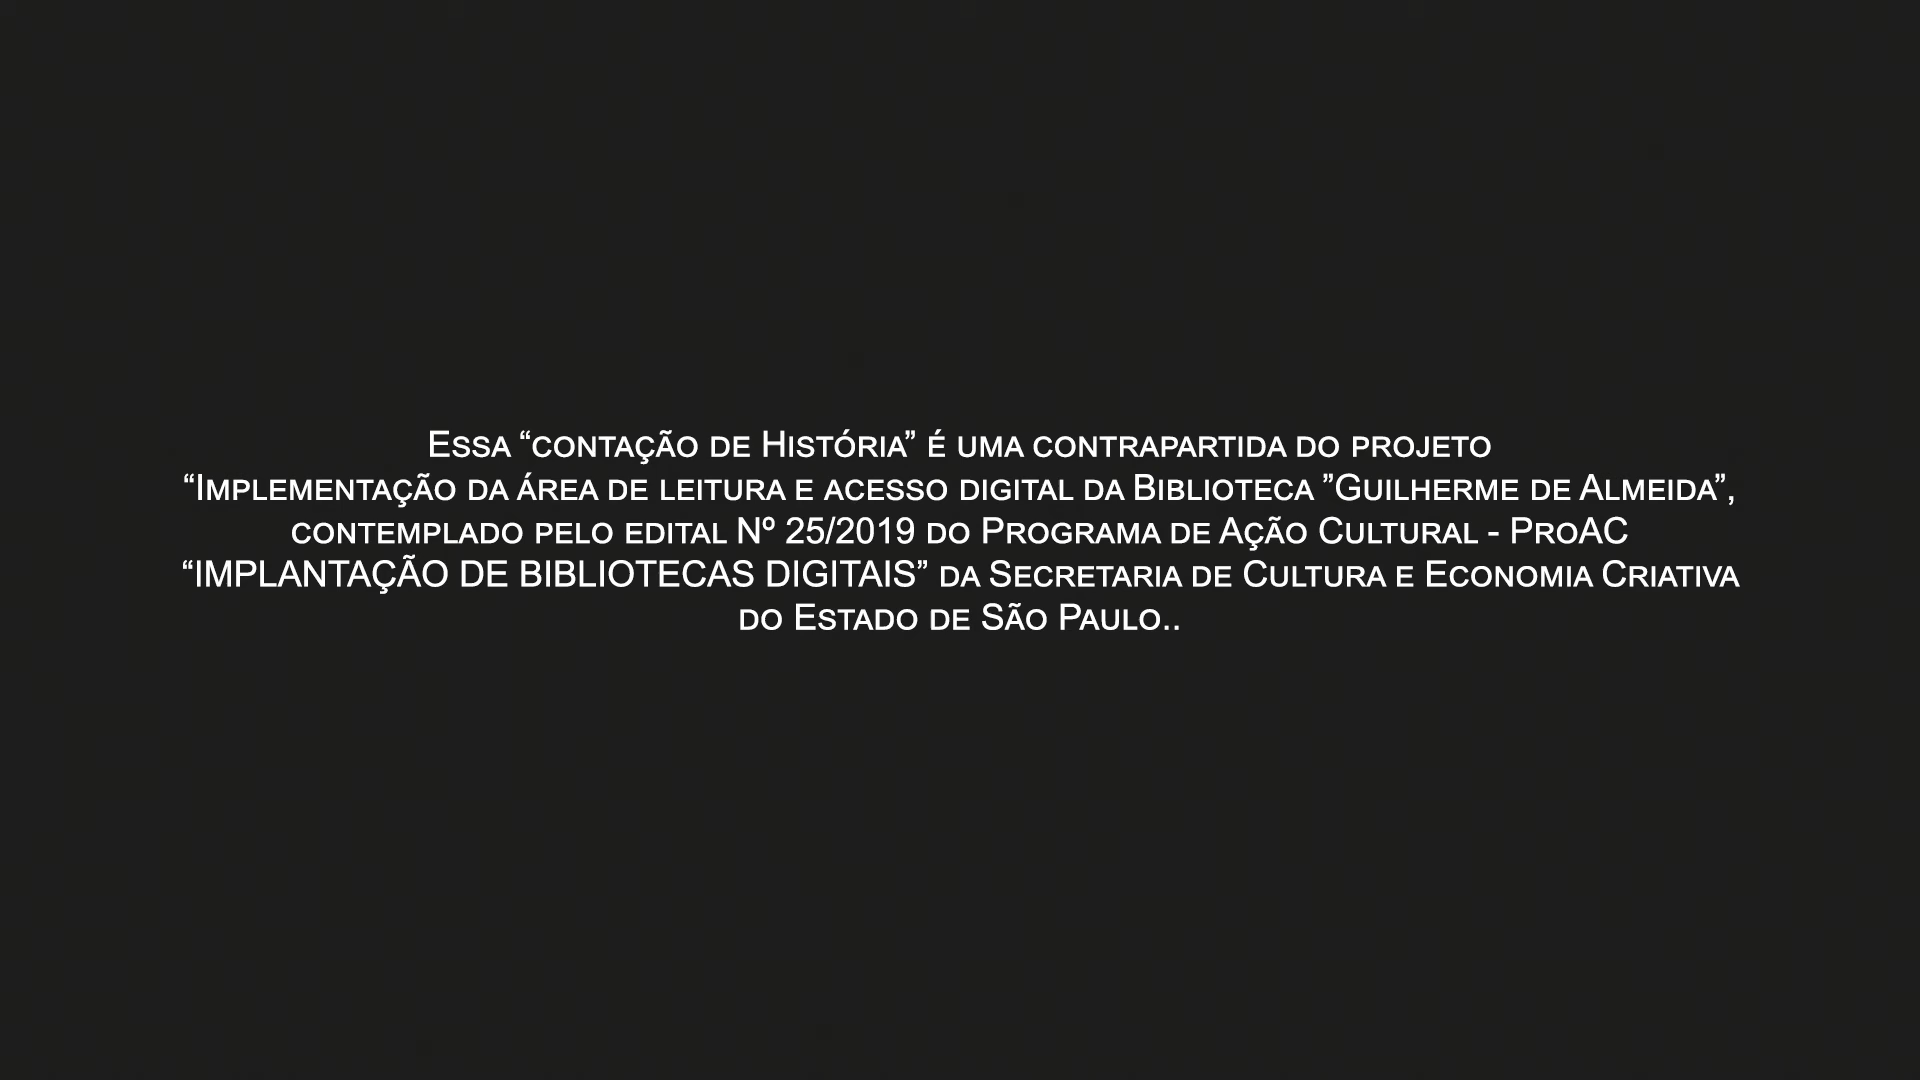 Essa “contação de História” é uma contrapartida do projeto
“Implementação da área de leitura e acesso digital da Biblioteca ”Guilherme de Almeida”,
contemplado pelo edital Nº 25/2019 do Programa de Ação Cultural - ProAC
“IMPLANTAÇÃO DE BIBLIOTECAS DIGITAIS” da Secretaria de Cultura e Economia Criativa
do Estado de São Paulo..